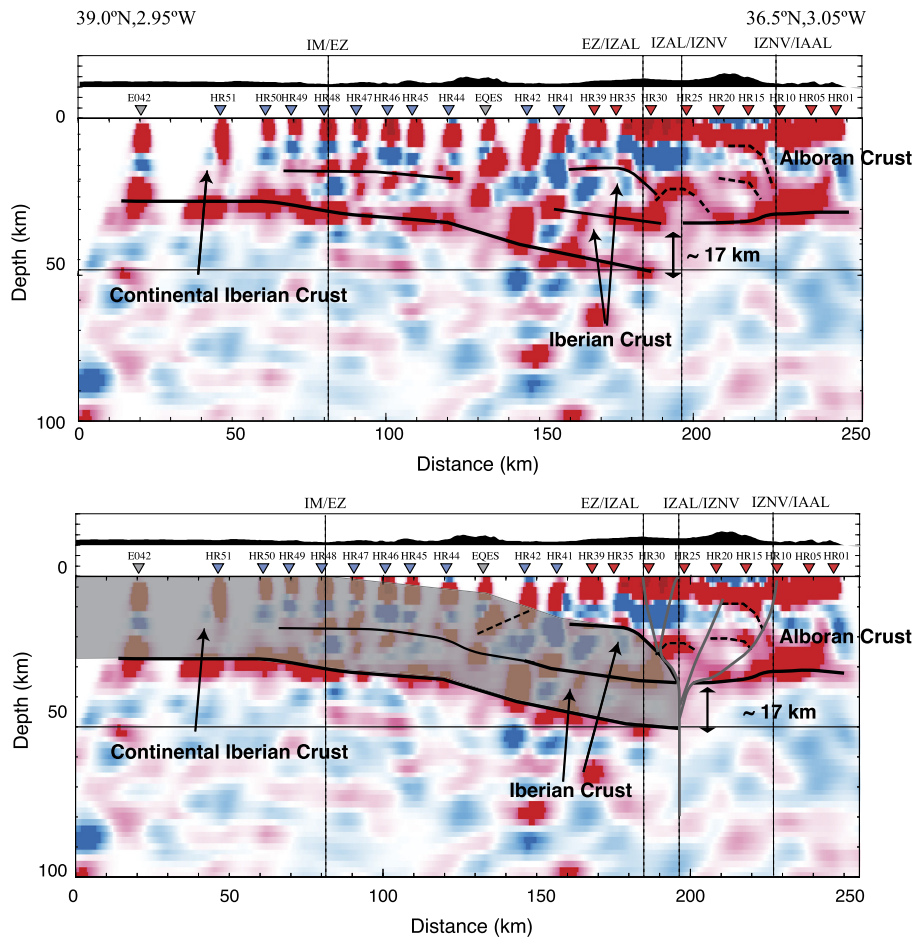 39.0ºN,2.95ºW 36.5ºN,3.05ºW
IM/EZ EZ/IZAL IZAL/IZNV IZNV/IAAL
E042 HR51 HR50 HR49 HR48 HR47 HR46 HR45 HR44 EQES HR42 HR41 HR39 HR35 HR30 HR25 HR20 HR15 HR10 HR05 HR01
0
Alboran Crust
Depth (km)
50
~ 17 km
Continental Iberian Crust
Iberian Crust
100
0 50 100 150 200 250
Distance (km)
IM/EZ EZ/IZAL IZAL/IZNV IZNV/IAAL
E042 HR51 HR50 HR49 HR48 HR47 HR46 HR45 HR44 EQES HR42 HR41 HR39 HR35 HR30 HR25 HR20 HR15 HR10 HR05 HR01
0
Alboran Crust
Depth (km)
50
~ 17 km
Continental Iberian Crust
Iberian Crust
100
0 50 100 150 200 250
Distance (km)